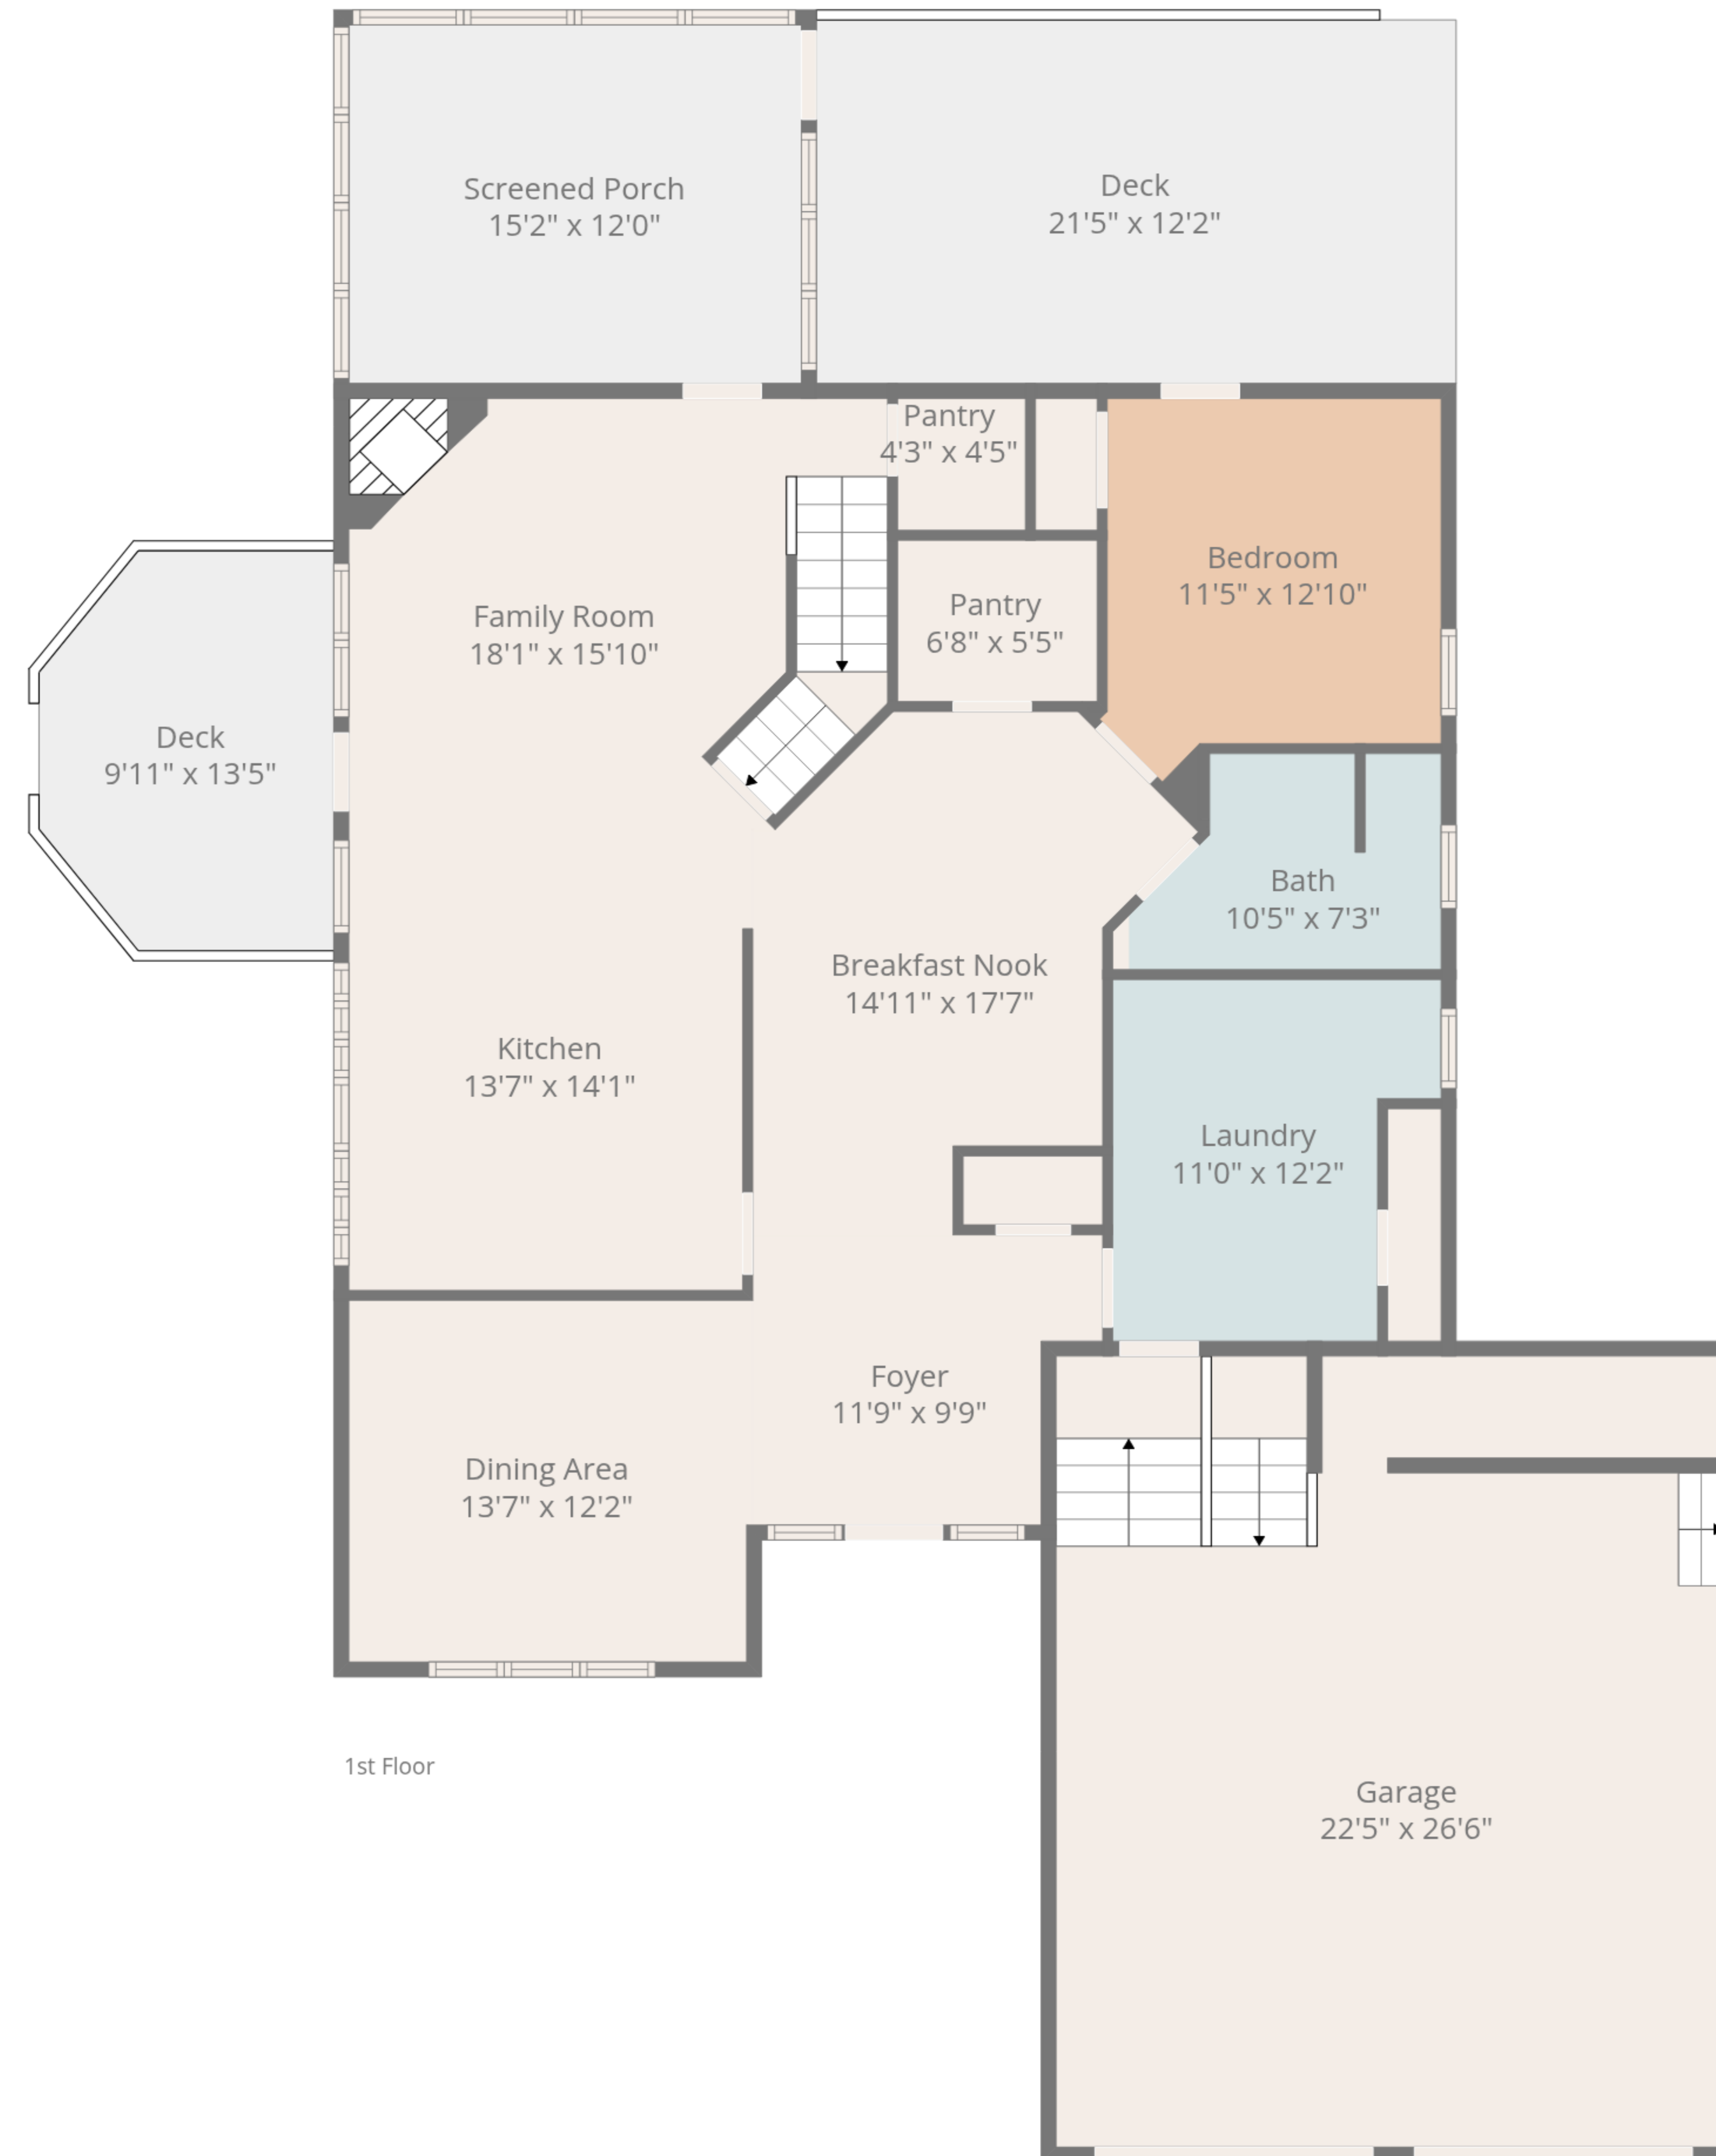 Screened Porch
15'2" x 12'0"
Deck
21'5" x 12'2"
Pantry
4'3" x 4'5"
Bedroom
11'5" x 12'10"
Pantry
6'8" x 5'5"
Family Room
18'1" x 15'10"
Deck
9'11" x 13'5"
Bath
10'5" x 7'3"
Breakfast Nook
14'11" x 17'7"
Kitchen
13'7" x 14'1"
Laundry
11'0" x 12'2"
Foyer
11'9" x 9'9"
Dining Area
13'7" x 12'2"
1st Floor
Garage
22'5" x 26'6"